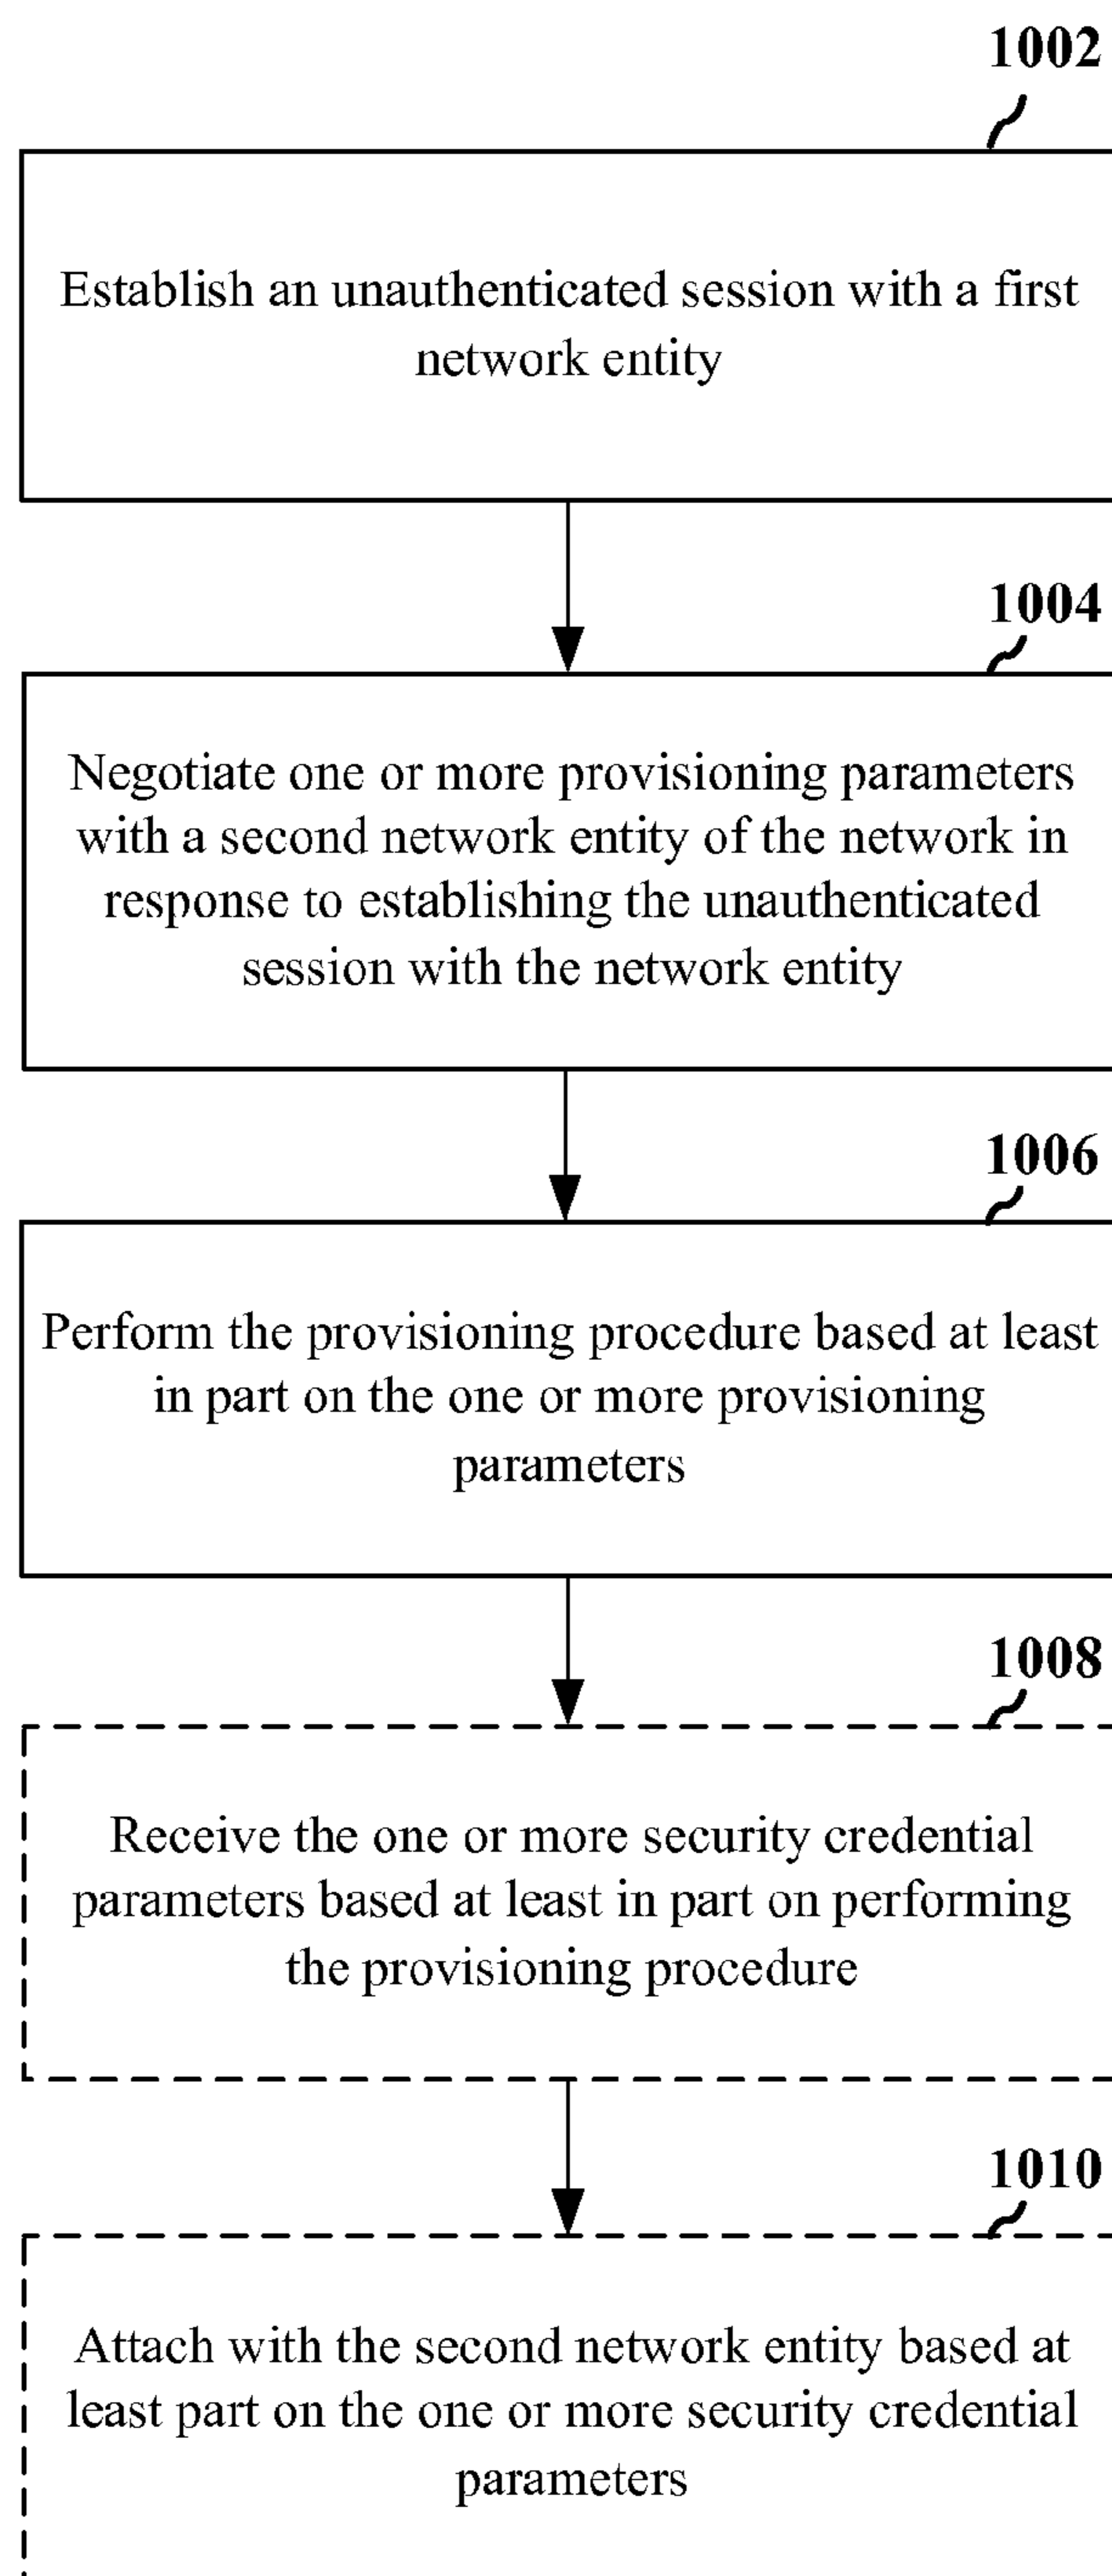 1002
Establish an unauthenticated session with a first
network entity
1004
Negotiate one or more provisioning parameters
with a second network entity of the network in
response to establishing the unauthenticated
session with the network entity
1006
Perform the provisioning procedure based at least
in part on the one or more provisioning
parameters
1008
Receive the one or more security credential
parameters based at least in part on performing
the provisioning procedure
1010
Attach with the second network entity based at
least part on the one or more security credential
parameters